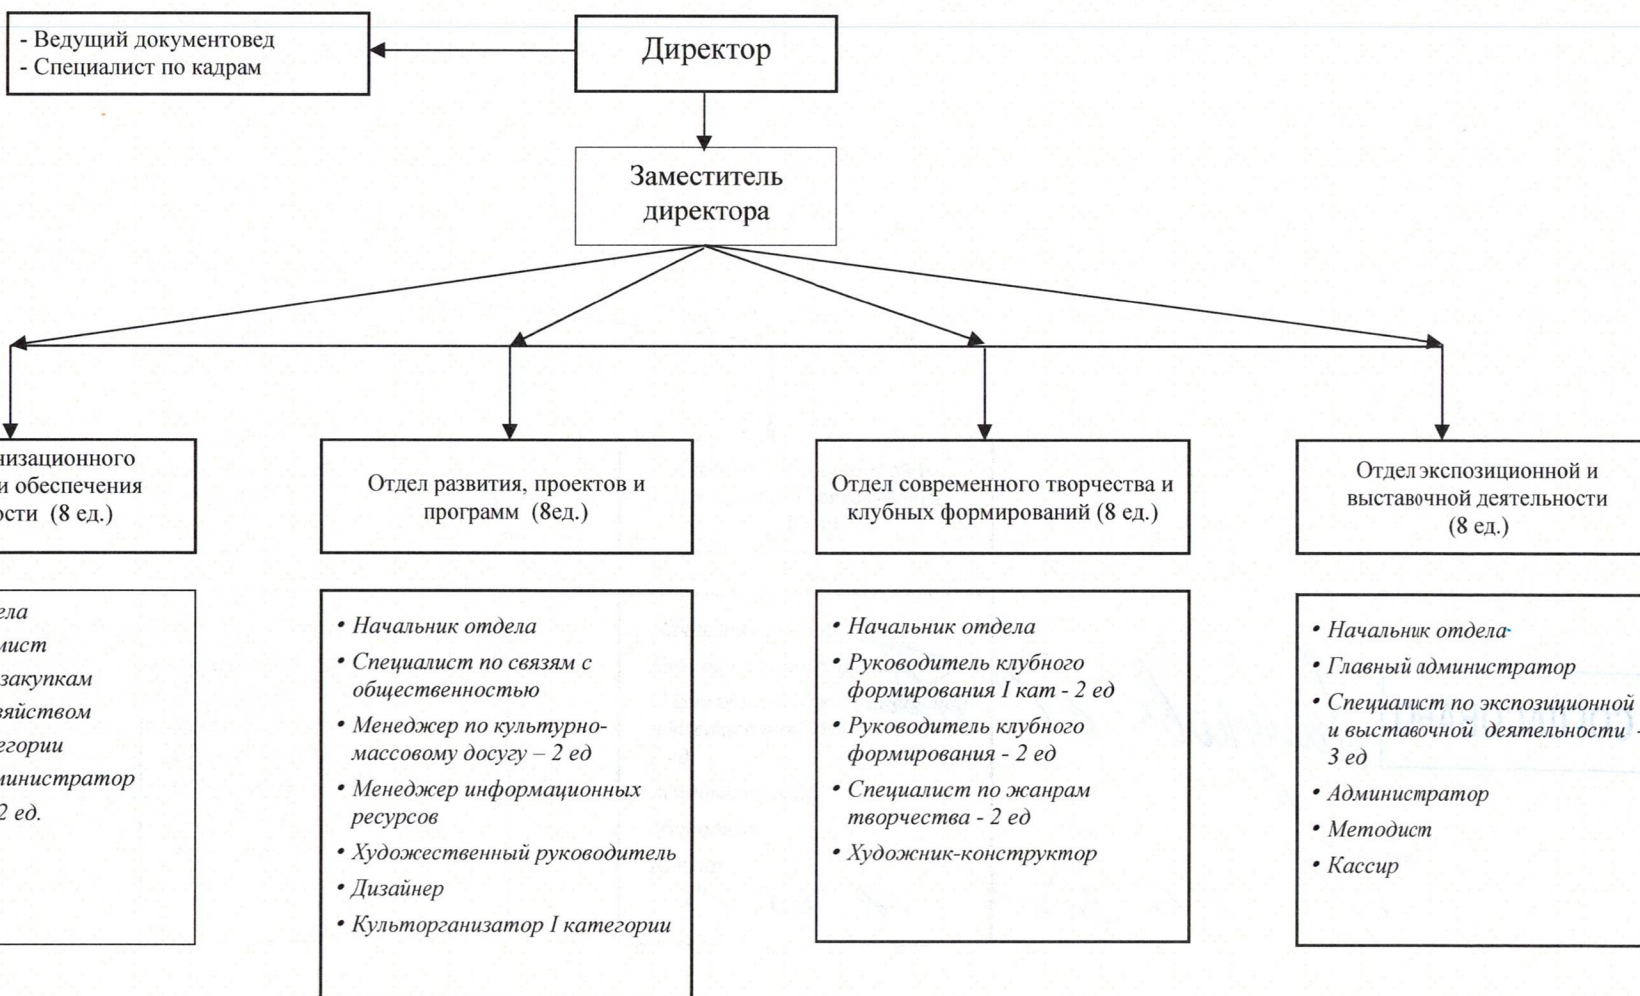 - Ведущий документовед
- Специалист по кадрам
Директор
Заместитель
директора
низационного
и обеспечения
ости (8 ед.)
Отдел развития, проектов и
программ (8ед.)
Отдел современного творчества и
клубных формирований (8 ед.)
Отдел экспозиционной и
выставочной деятельности
(8 ед.)
ела
мист
закупкам
зяйством
егории
министратор
2 ед.
• Начальник отдела
• Специалист по связям с
общественностью
• Менеджер по культурно-
массовому досугу – 2 ед
• Менеджер информационных
ресурсов
• Художественный руководитель
• Дизайнер
• Культорганизатор I категории
• Начальник отдела
• Руководитель клубного
формирования I кат - 2 ед
• Руководитель клубного
формирования - 2 ед
• Специалист по жанрам
творчества - 2 ед
• Художник-конструктор
• Начальник отдела
• Главный администратор
• Специалист по экспозиционной
и выставочной деятельности -
3 ед
• Администратор
• Методист
• Кассир